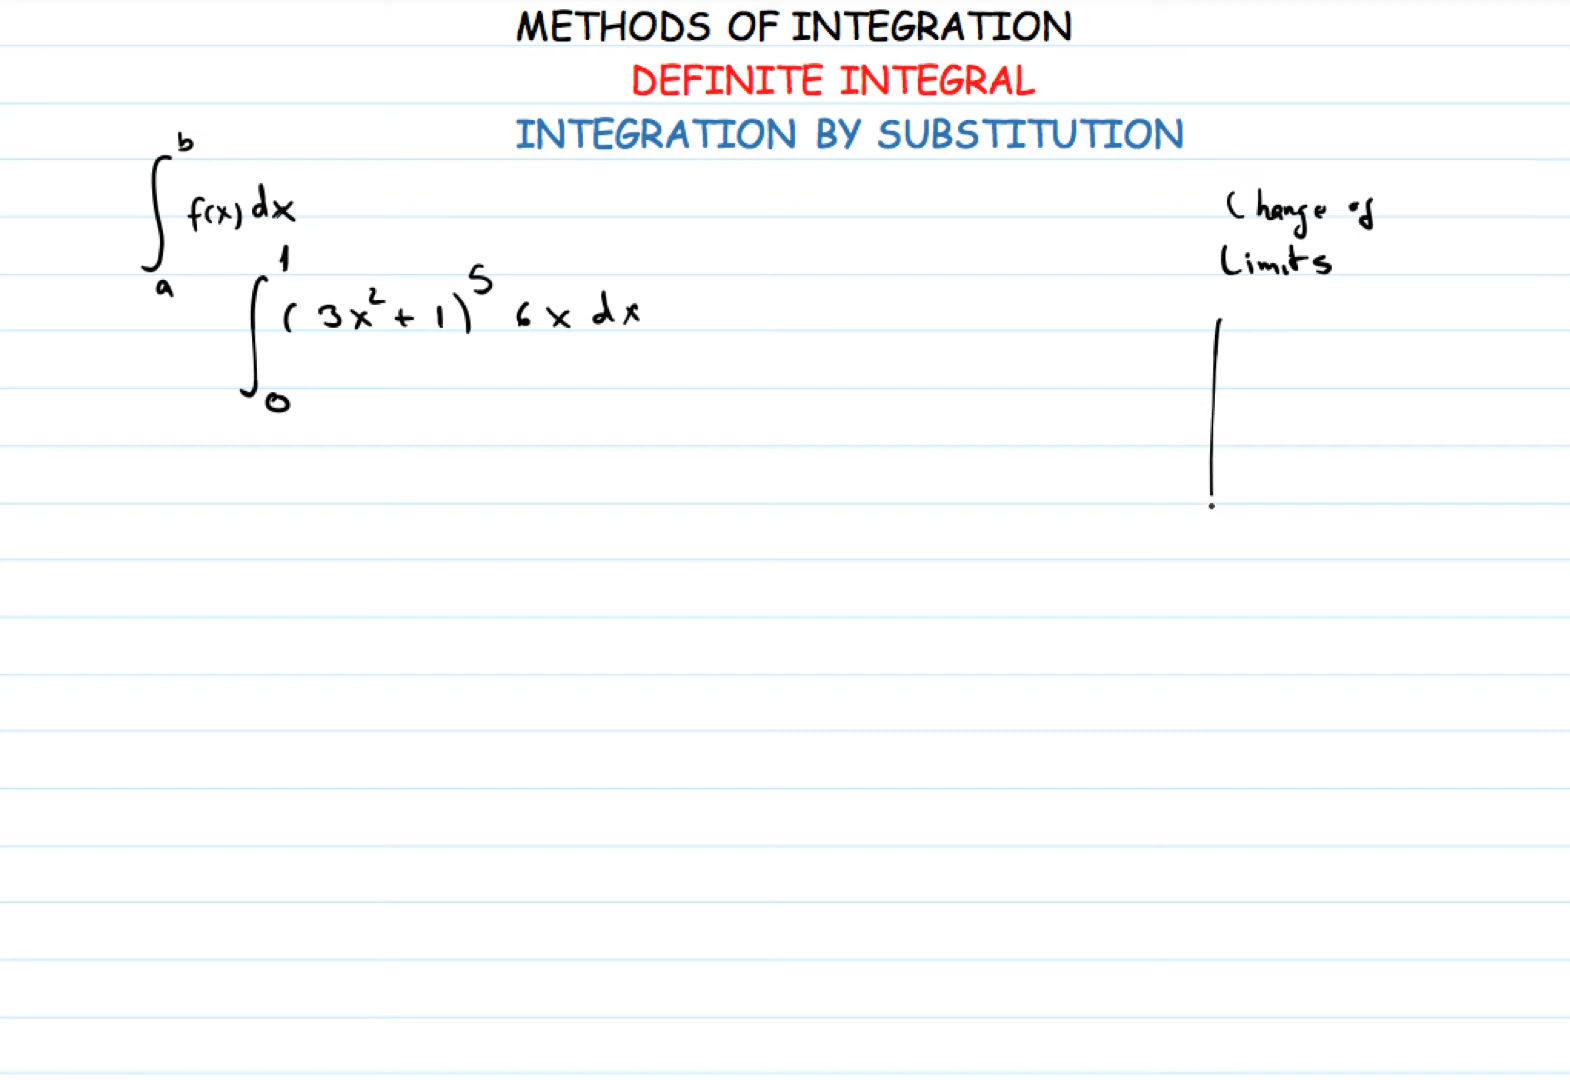 METHODS OF INTEGRATION
DEFINITE INTEGRAL
INTEGRATION BY SUBSTITUTION
∫_a^b f(x) dx
Change of
Limits
∫_0^1 (3x² + 1)⁵ 6x dx